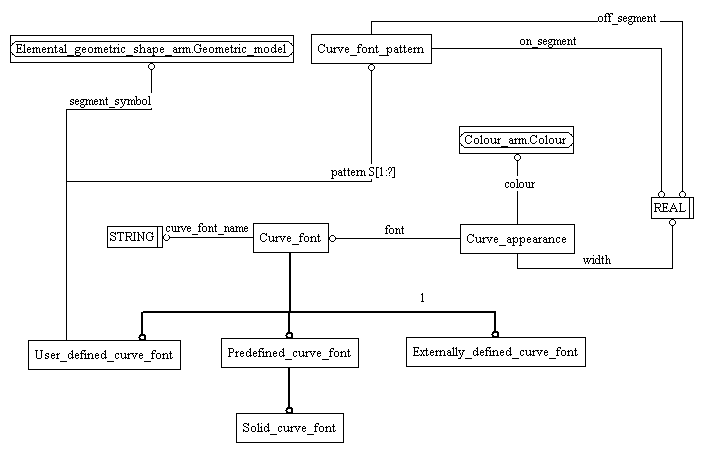 off_segment
Elemental_geometric_shape_arm.Geometric_model
Curve_font_pattern
on_segment
segment_symbol
Colour_arm.Colour
pattern S[1:?]
colour
REAL
STRING
curve_font_name
Curve_font
font
Curve_appearance
width
1
User_defined_curve_font
Predefined_curve_font
Externally_defined_curve_font
Solid_curve_font